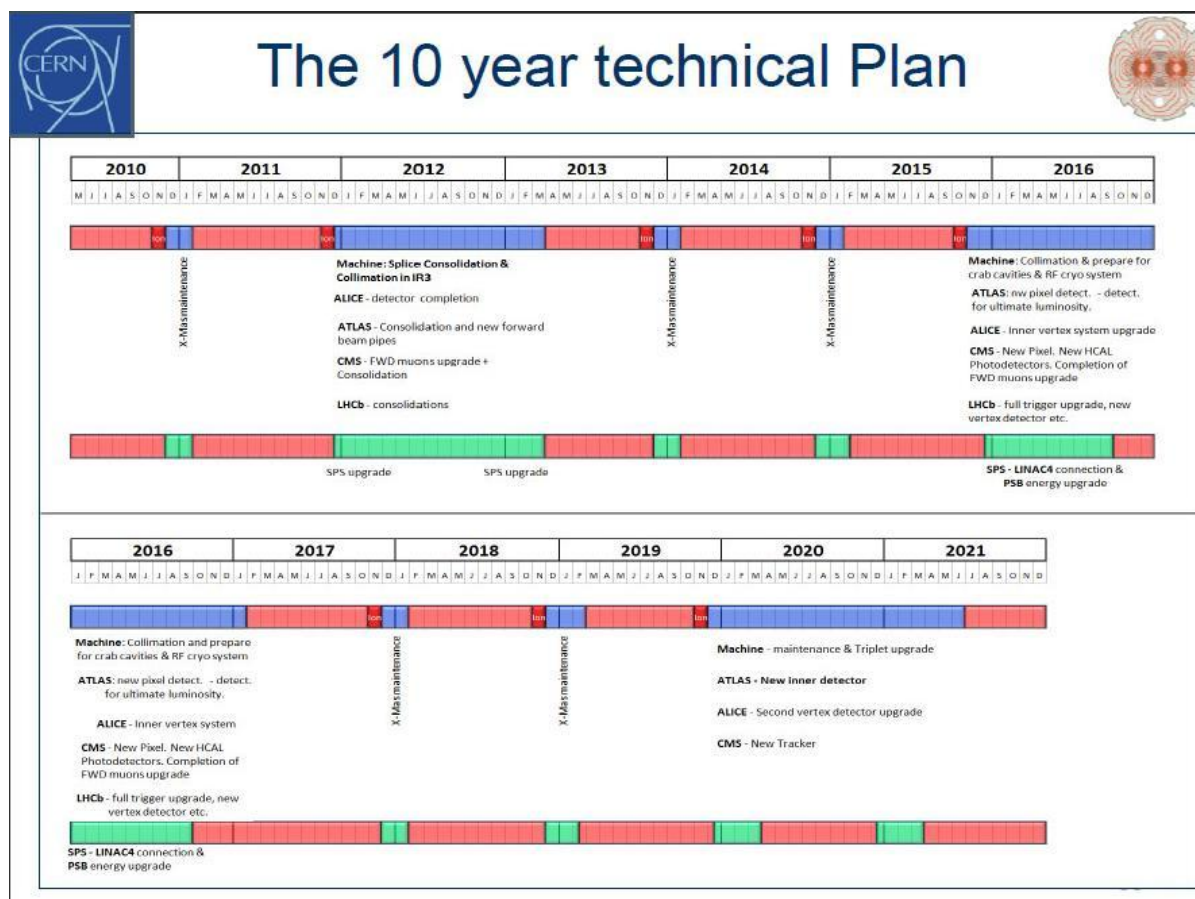 CERN
The 10 year technical Plan
2010 2011 2012 2013 2014 2015 2016
M J J A S O N D J F M A M J J A S O N D J F M A M J J A S O N D J F M A M J J A S O N D J F M A M J J A S O N D J F M A M J J A S O N D J F M A M J J A S O N D
Ion Ion Ion Ion Ion
X-Masmaintenance
Machine: Splice Consolidation &
Collimation in IR3
ALICE - detector completion
ATLAS - Consolidation and new forward
beam pipes
CMS - FWD muons upgrade +
Consolidation
LHCb - consolidations
X-Masmaintenance
X-Masmaintenance
Machine: Collimation & prepare for
crab cavities & RF cryo system
ATLAS: nw pixel detect. - detect.
for ultimate luminosity.
ALICE - Inner vertex system upgrade
CMS - New Pixel. New HCAL
Photodetectors. Completion of
FWD muons upgrade
LHCb - full trigger upgrade, new
vertex detector etc.
SPS upgrade SPS upgrade
SPS - LINAC4 connection &
PSB energy upgrade
2016 2017 2018 2019 2020 2021
J F M A M J J A S O N D J F M A M J J A S O N D J F M A M J J A S O N D J F M A M J J A S O N D J F M A M J J A S O N D J F M A M J J A S O N D
Ion Ion Ion
Machine: Collimation and prepare
for crab cavities & RF cryo system
ATLAS: new pixel detect. - detect.
for ultimate luminosity.
ALICE - Inner vertex system
CMS - New Pixel. New HCAL
Photodetectors. Completion of
FWD muons upgrade
LHCb - full trigger upgrade, new
vertex detector etc.
X-Masmaintenance
X-Masmaintenance
Machine - maintenance & Triplet upgrade
ATLAS - New inner detector
ALICE - Second vertex detector upgrade
CMS - New Tracker
SPS - LINAC4 connection &
PSB energy upgrade